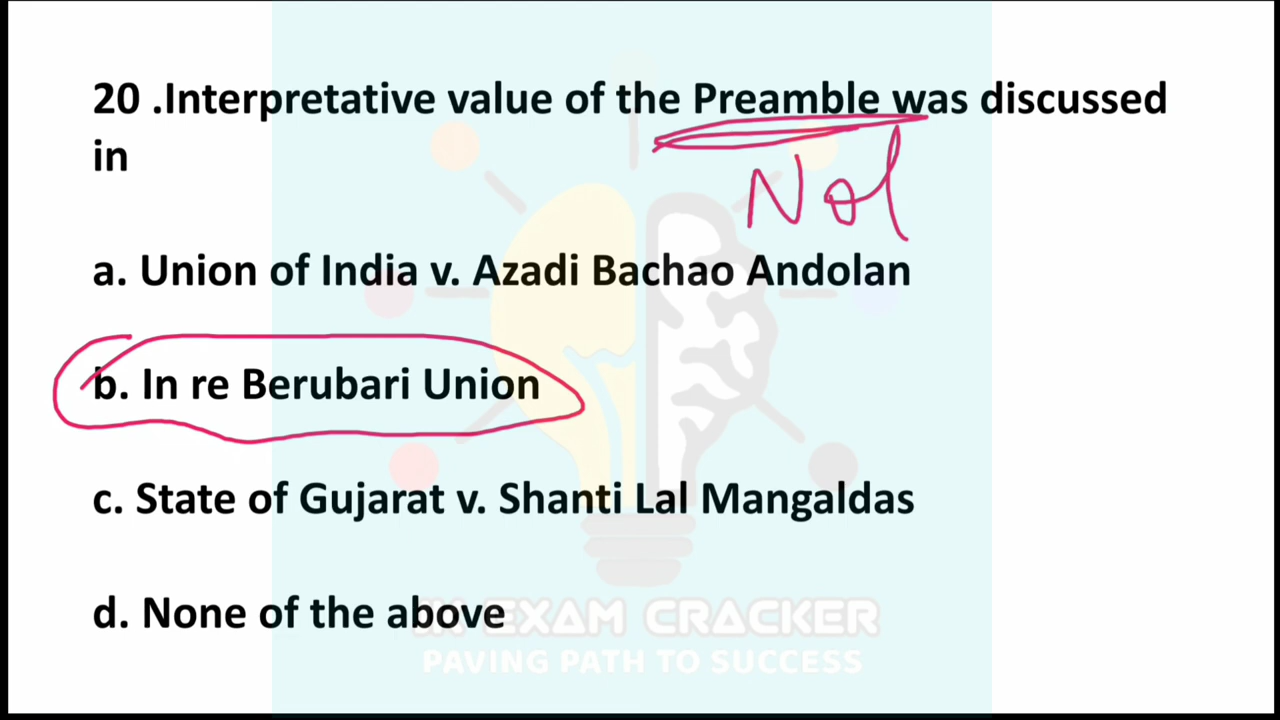 20 .Interpretative value of the Preamble was discussed
in
Not
a. Union of India v. Azadi Bachao Andolan
b. In re Berubari Union
c. State of Gujarat v. Shanti Lal Mangaldas
d. None of the above
EXAM CRACKER
PAVING PATH TO SUCCESS